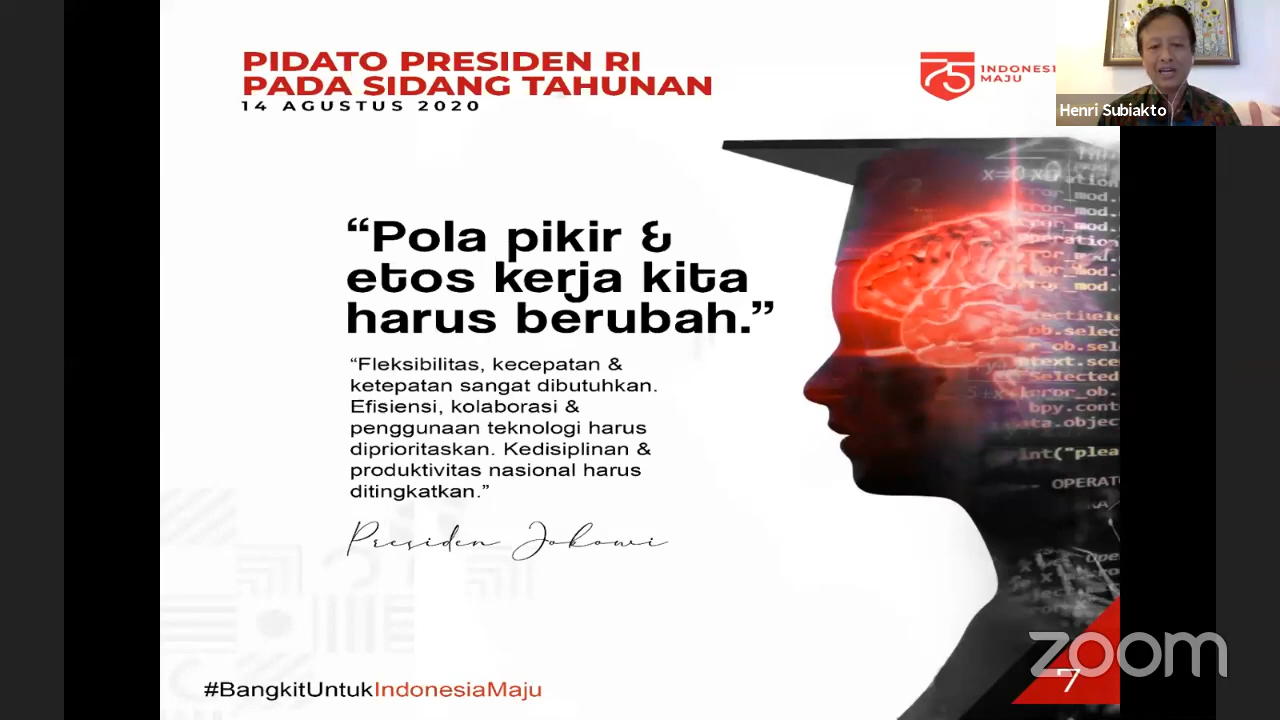 PIDATO PRESIDEN RI
PADA SIDANG TAHUNAN
14 AGUSTUS 2020
75 INDONESI
MAJU
Henri Subiakto
“Pola pikir &
etos kerja kita
harus berubah.”
“Fleksibilitas, kecepatan &
ketepatan sangat dibutuhkan.
Efisiensi, kolaborasi &
penggunaan teknologi harus
diprioritaskan. Kedisiplinan &
produktivitas nasional harus
ditingkatkan.”
Presiden Jokowi
#BangkitUntukIndonesiaMaju
zoom
7